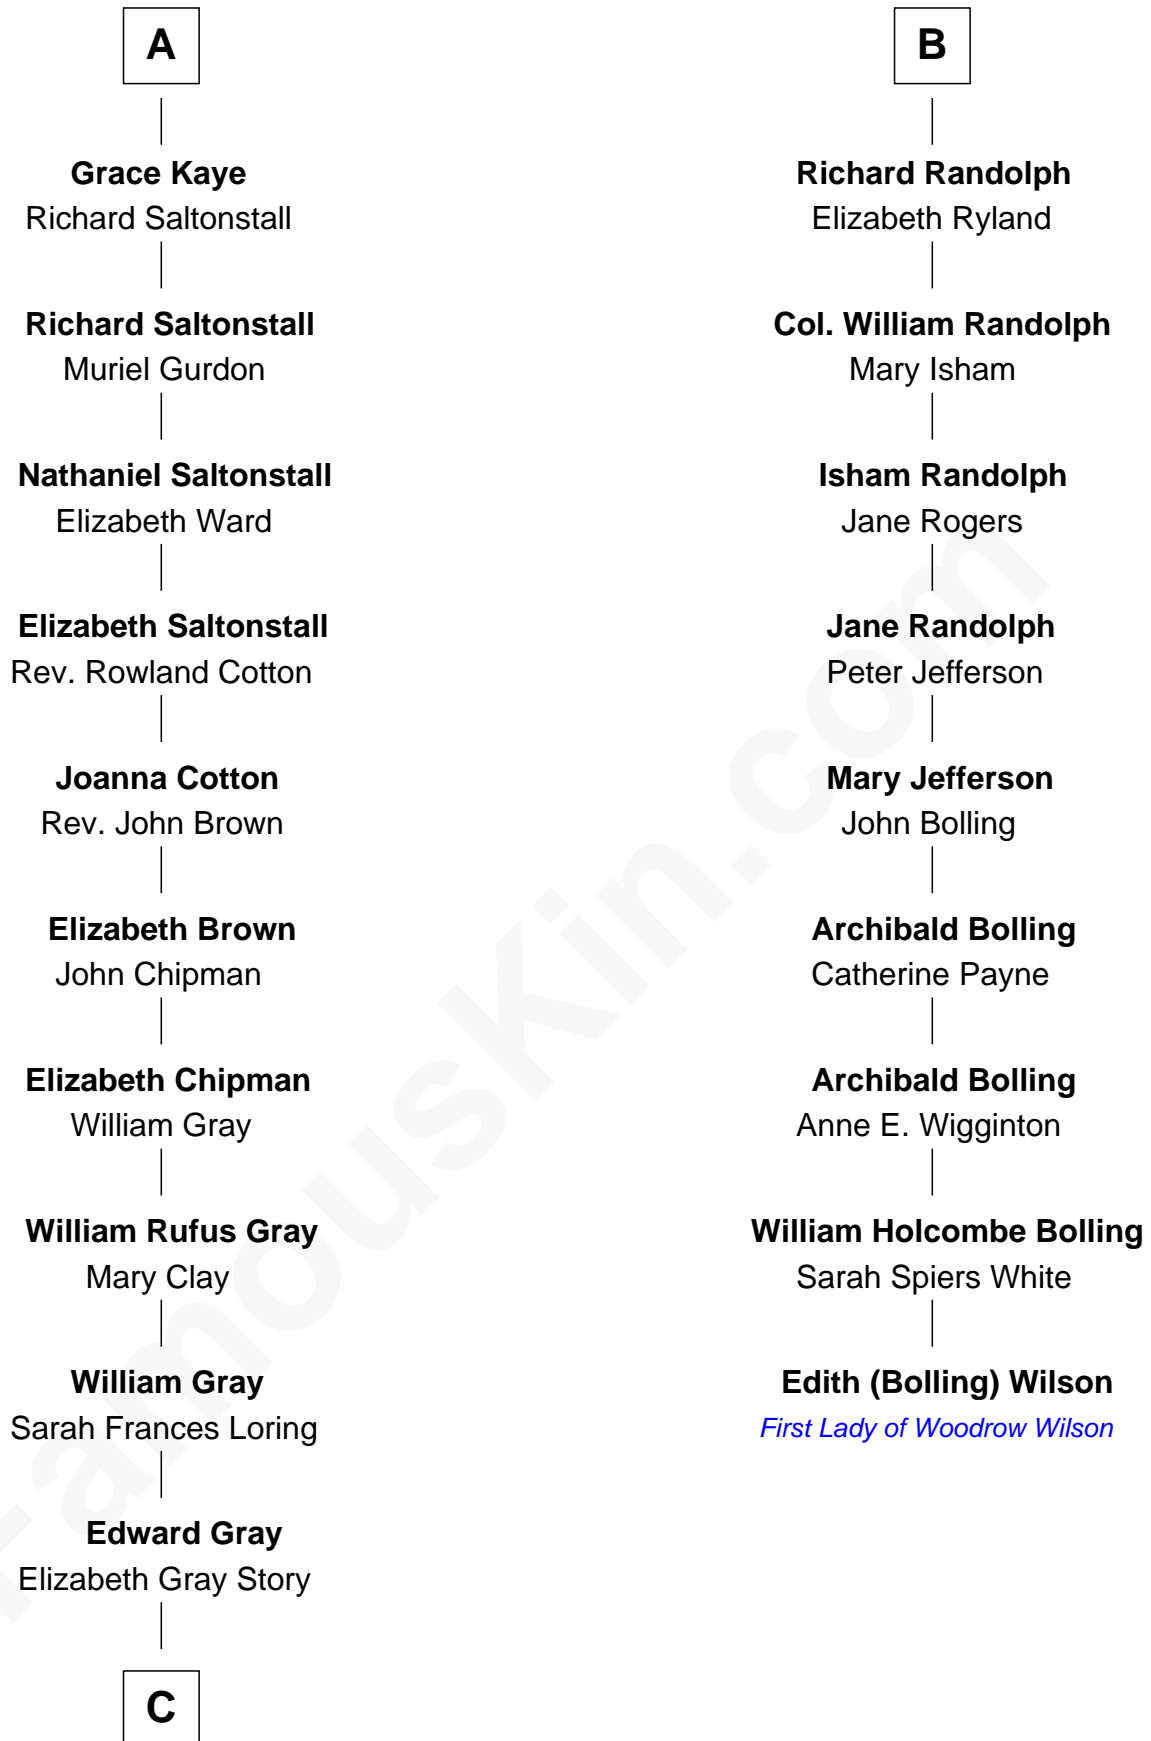 A
Grace Kaye
Richard Saltonstall
Richard Saltonstall
Muriel Gurdon
Nathaniel Saltonstall
Elizabeth Ward
Elizabeth Saltonstall
Rev. Rowland Cotton
Joanna Cotton
Rev. John Brown
Elizabeth Brown
John Chipman
Elizabeth Chipman
William Gray
William Rufus Gray
Mary Clay
William Gray
Sarah Frances Loring
Edward Gray
Elizabeth Gray Story
C
B
Richard Randolph
Elizabeth Ryland
Col. William Randolph
Mary Isham
Isham Randolph
Jane Rogers
Jane Randolph
Peter Jefferson
Mary Jefferson
John Bolling
Archibald Bolling
Catherine Payne
Archibald Bolling
Anne E. Wigginton
William Holcombe Bolling
Sarah Spiers White
Edith (Bolling) Wilson
First Lady of Woodrow Wilson
FamousKin.com